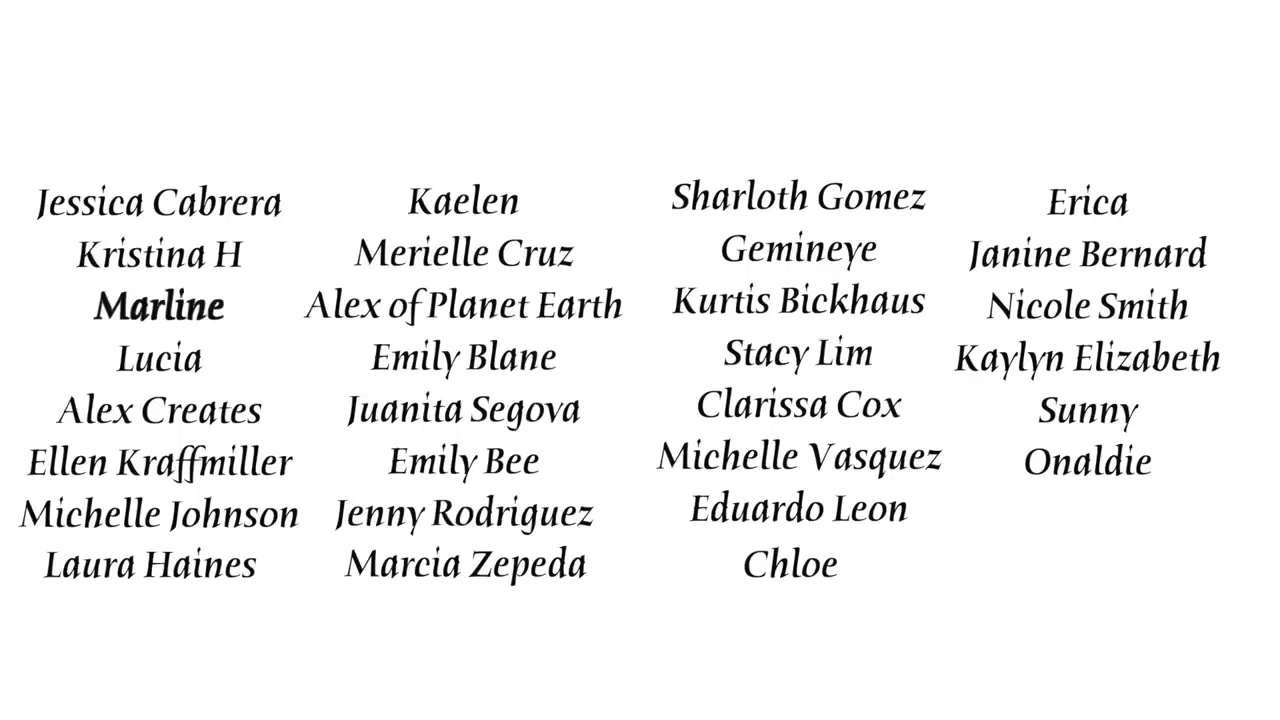 Jessica Cabrera
Kristina H
Marline
Lucia
Alex Creates
Ellen Kraffmiller
Michelle Johnson
Laura Haines
Kaelen
Merielle Cruz
Alex of Planet Earth
Emily Blane
Juanita Segova
Emily Bee
Jenny Rodriguez
Marcia Zepeda
Sharloth Gomez
Gemineye
Kurtis Bickhaus
Stacy Lim
Clarissa Cox
Michelle Vasquez
Eduardo Leon
Chloe
Erica
Janine Bernard
Nicole Smith
Kaylyn Elizabeth
Sunny
Onaldie